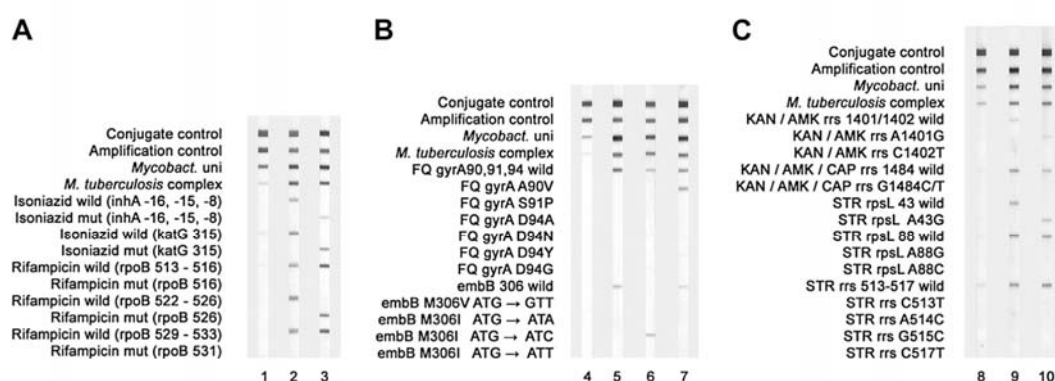 A
Conjugate control
Amplification control
Mycobact. uni
M. tuberculosis complex
Isoniazid wild (inhA -16, -15, -8)
Isoniazid mut (inhA -16, -15, -8)
Isoniazid wild (katG 315)
Isoniazid mut (katG 315)
Rifampicin wild (rpoB 513 - 516)
Rifampicin mut (rpoB 516)
Rifampicin wild (rpoB 522 - 526)
Rifampicin mut (rpoB 526)
Rifampicin wild (rpoB 529 - 533)
Rifampicin mut (rpoB 531)
1 2 3
B
Conjugate control
Amplification control
Mycobact. uni
M. tuberculosis complex
FQ gyrA90,91,94 wild
FQ gyrA A90V
FQ gyrA S91P
FQ gyrA D94A
FQ gyrA D94N
FQ gyrA D94Y
FQ gyrA D94G
embB 306 wild
embB M306V ATG → GTT
embB M306I ATG → ATA
embB M306I ATG → ATC
embB M306I ATG → ATT
4 5 6 7
C
Conjugate control
Amplification control
Mycobact. uni
M. tuberculosis complex
KAN / AMK rrs 1401/1402 wild
KAN / AMK rrs A1401G
KAN / AMK rrs C1402T
KAN / AMK / CAP rrs 1484 wild
KAN / AMK / CAP rrs G1484C/T
STR rpsL 43 wild
STR rpsL A43G
STR rpsL 88 wild
STR rpsL A88G
STR rpsL A88C
STR rrs 513-517 wild
STR rrs C513T
STR rrs A514C
STR rrs G515C
STR rrs C517T
8 9 10